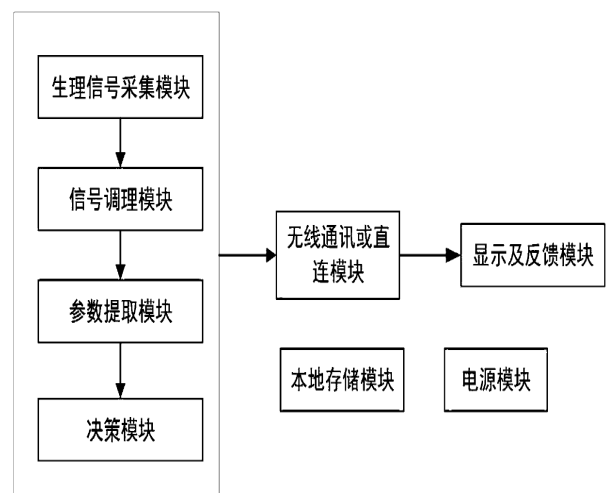 生理信号采集模块
信号调理模块
参数提取模块
决策模块
无线通讯或直
连模块
显示及反馈模块
本地存储模块
电源模块